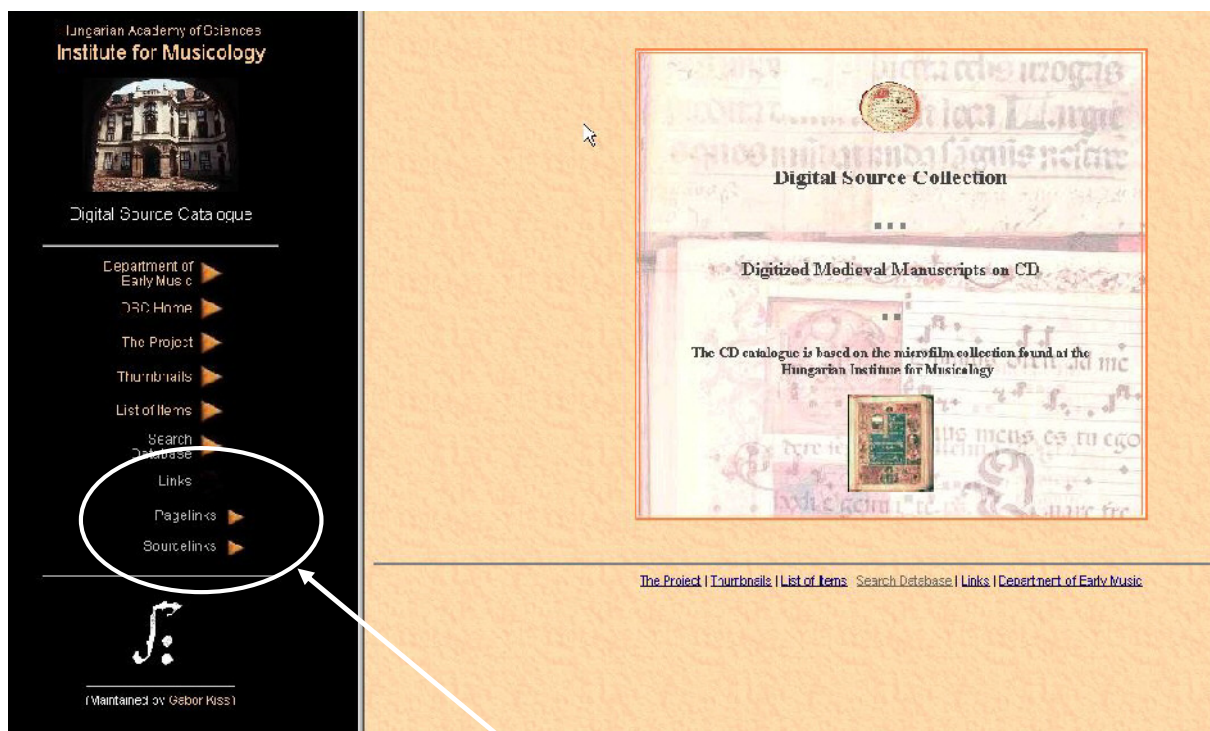 Hungarian Academy of Sciences
Institute for Musicology
Digital Source Catalogue
Department of
Early Music
DSC Home
The Project
Thumbnails
List of Items
Search
Database
Links
Pagelinks
Sourcelinks
(Maintained by Gabor Kiss)
Digital Source Collection
...
Digitized Medieval Manuscripts on CD
..
The CD catalogue is based on the microfilm collection found at the
Hungarian Institute for Musicology
The Project | Thumbnails | List of Items Search Database | Links | Department of Early Music